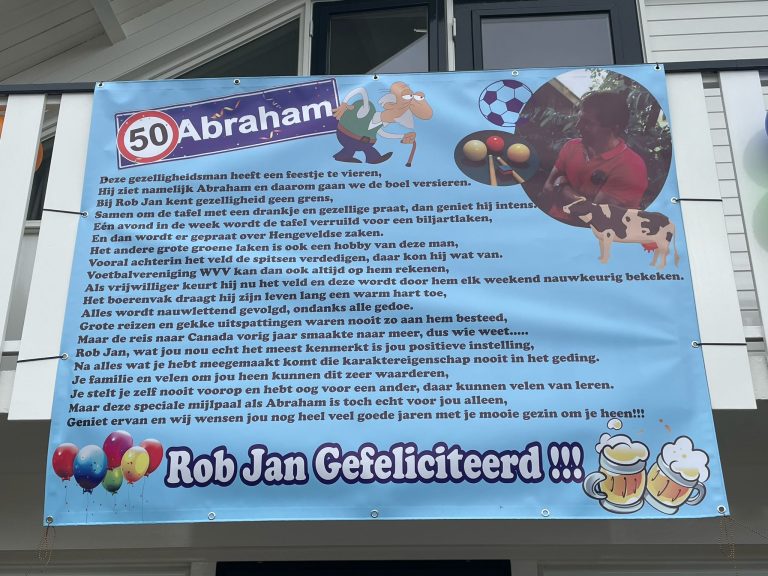 50 Abraham
Deze gezelligheidsman heeft een feestje te vieren,
Hij ziet namelijk Abraham en daarom gaan we de boel versieren.
Bij Rob Jan kent gezelligheid geen grens,
Samen om de tafel met een drankje en gezellige praat, dan geniet hij intens.
Eén avond in de week wordt de tafel verruild voor een biljartlaken,
En dan wordt er gepraat over Hengeveldse zaken.
Het andere grote groene laken is ook een hobby van deze man,
Vooral achterin het veld de spitsen verdedigen, daar kon hij wat van.
Voetbalvereniging WVV kan dan ook altijd op hem rekenen,
Als vrijwilliger keurt hij nu het veld en deze wordt door hem elk weekend nauwkeurig bekeken.
Het boerenvak draagt hij zijn leven lang een warm hart toe,
Alles wordt nauwlettend gevolgd, ondanks alle gedoe.
Grote reizen en gekke uitspattingen waren nooit zo aan hem besteed,
Maar de reis naar Canada vorig jaar smaakte naar meer, dus wie weet.....
Rob Jan, wat jou nou echt het meest kenmerkt is jou positieve instelling,
Na alles wat je hebt meegemaakt komt die karaktereigenschap nooit in het geding.
Je familie en velen om jou heen kunnen dit zeer waarderen,
Je stelt je zelf nooit voorop en hebt oog voor een ander, daar kunnen velen van leren.
Maar deze speciale mijlpaal als Abraham is toch echt voor jou alleen,
Geniet ervan en wij wensen jou nog heel veel goede jaren met je mooie gezin om je heen!!!
Rob Jan Gefeliciteerd !!!